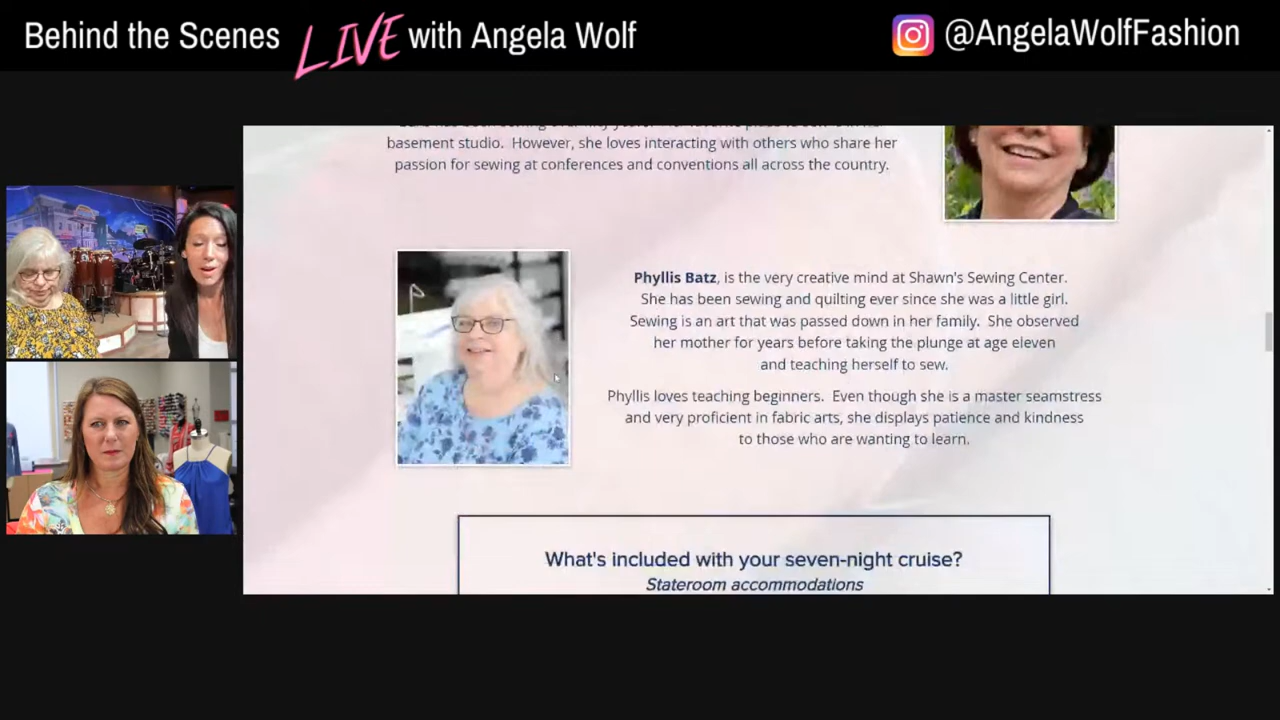 Behind the Scenes LIVE with Angela Wolf
@AngelaWolfFashion
basement studio. However, she loves interacting with others who share her
passion for sewing at conferences and conventions all across the country.
Phyllis Batz, is the very creative mind at Shawn's Sewing Center.
She has been sewing and quilting ever since she was a little girl.
Sewing is an art that was passed down in her family. She observed
her mother for years before taking the plunge at age eleven
and teaching herself to sew.
Phyllis loves teaching beginners. Even though she is a master seamstress
and very proficient in fabric arts, she displays patience and kindness
to those who are wanting to learn.
What's included with your seven-night cruise?
Stateroom accommodations